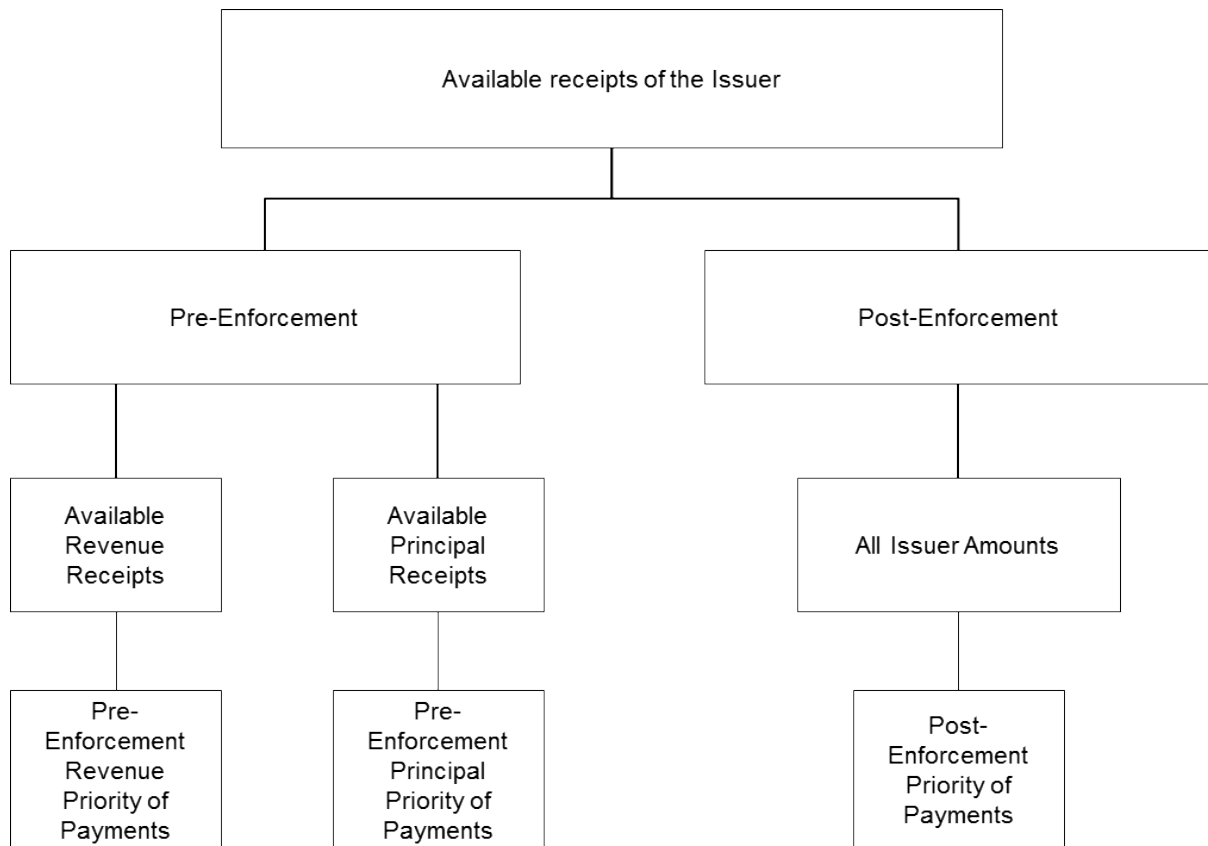 Available receipts of the Issuer
Pre-Enforcement
Post-Enforcement
Available
Revenue
Receipts
Available
Principal
Receipts
All Issuer Amounts
Pre-
Enforcement
Revenue
Priority of
Payments
Pre-
Enforcement
Principal
Priority of
Payments
Post-
Enforcement
Priority of
Payments